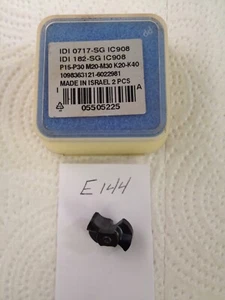 IDI 0717-SG IC908
IDI 182-SG IC908
P15-P30 M20-M30 K20-K40
1098363121-6022981
MADE IN ISRAEL 2 PCS
A
05505225
E144